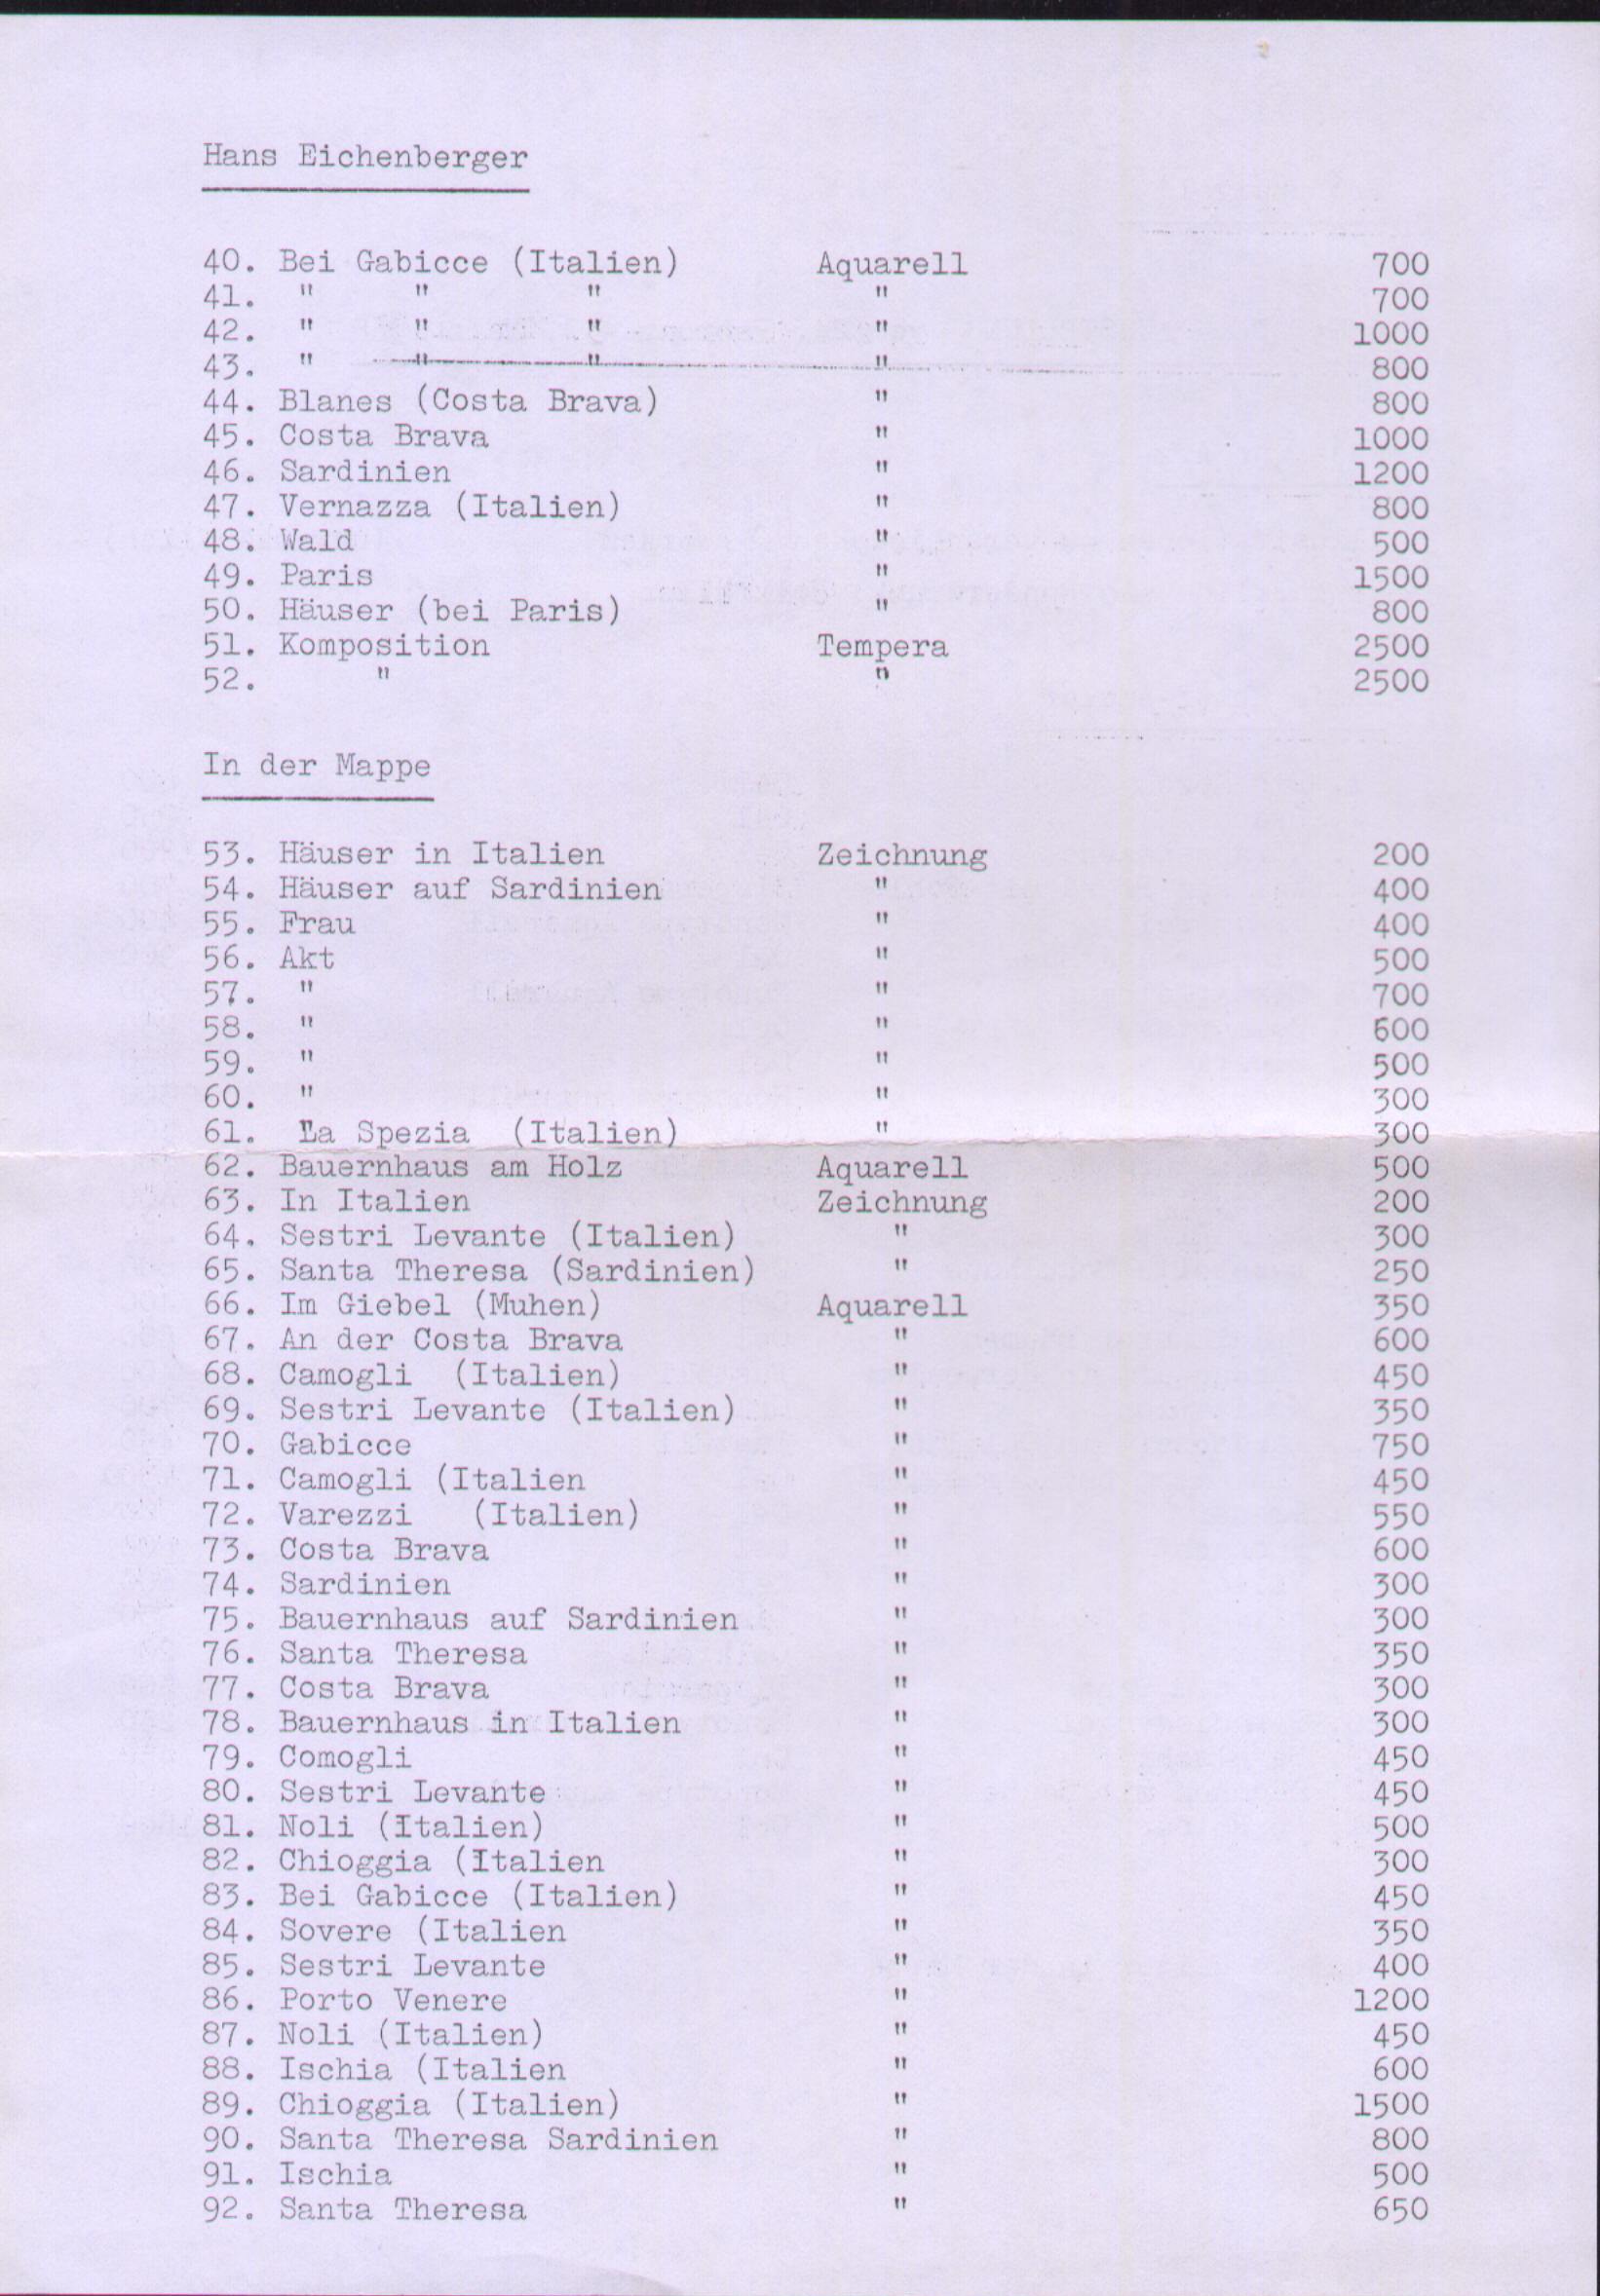 Hans Eichenberger
40. Bei Gabicce (Italien) Aquarell 700
41. " " " " 700
42. " " " " 1000
43. " " " " 800
44. Blanes (Costa Brava) " 800
45. Costa Brava " 1000
46. Sardinien " 1200
47. Vernazza (Italien) " 800
48. Wald " 500
49. Paris " 1500
50. Häuser (bei Paris) " 800
51. Komposition Tempera 2500
52. " " 2500
In der Mappe
53. Häuser in Italien Zeichnung 200
54. Häuser auf Sardinien " 400
55. Frau " 400
56. Akt " 500
57. " " 700
58. " " 600
59. " " 500
60. " " 300
61. La Spezia (Italien) " 300
62. Bauernhaus am Holz Aquarell 500
63. In Italien Zeichnung 200
64. Sestri Levante (Italien) " 300
65. Santa Theresa (Sardinien) " 250
66. Im Giebel (Muhen) Aquarell 350
67. An der Costa Brava " 600
68. Camogli (Italien) " 450
69. Sestri Levante (Italien) " 350
70. Gabicce " 750
71. Camogli (Italien " 450
72. Varezzi (Italien) " 550
73. Costa Brava " 600
74. Sardinien " 300
75. Bauernhaus auf Sardinien " 300
76. Santa Theresa " 350
77. Costa Brava " 300
78. Bauernhaus in Italien " 300
79. Comogli " 450
80. Sestri Levante " 450
81. Noli (Italien) " 500
82. Chioggia (Italien " 300
83. Bei Gabicce (Italien) " 450
84. Sovere (Italien " 350
85. Sestri Levante " 400
86. Porto Venere " 1200
87. Noli (Italien) " 450
88. Ischia (Italien " 600
89. Chioggia (Italien) " 1500
90. Santa Theresa Sardinien " 800
91. Ischia " 500
92. Santa Theresa " 650